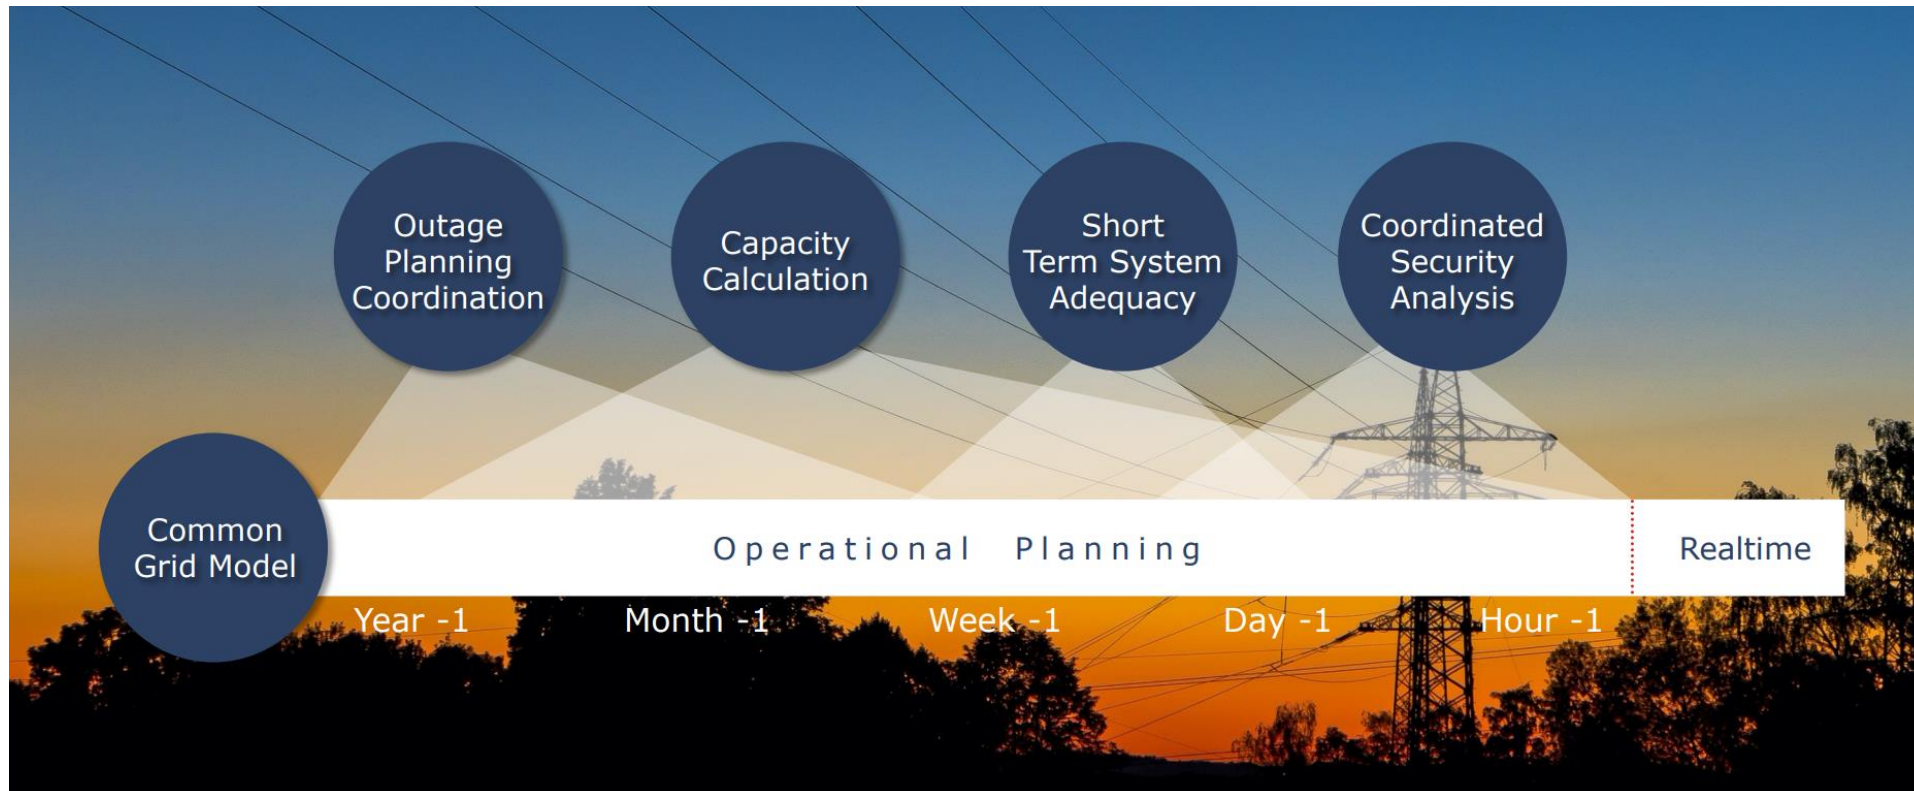 Outage
Planning
Coordination
Capacity
Calculation
Short
Term System
Adequacy
Coordinated
Security
Analysis
Common
Grid Model
Operational Planning
Realtime
Year -1
Month -1
Week -1
Day -1
Hour -1